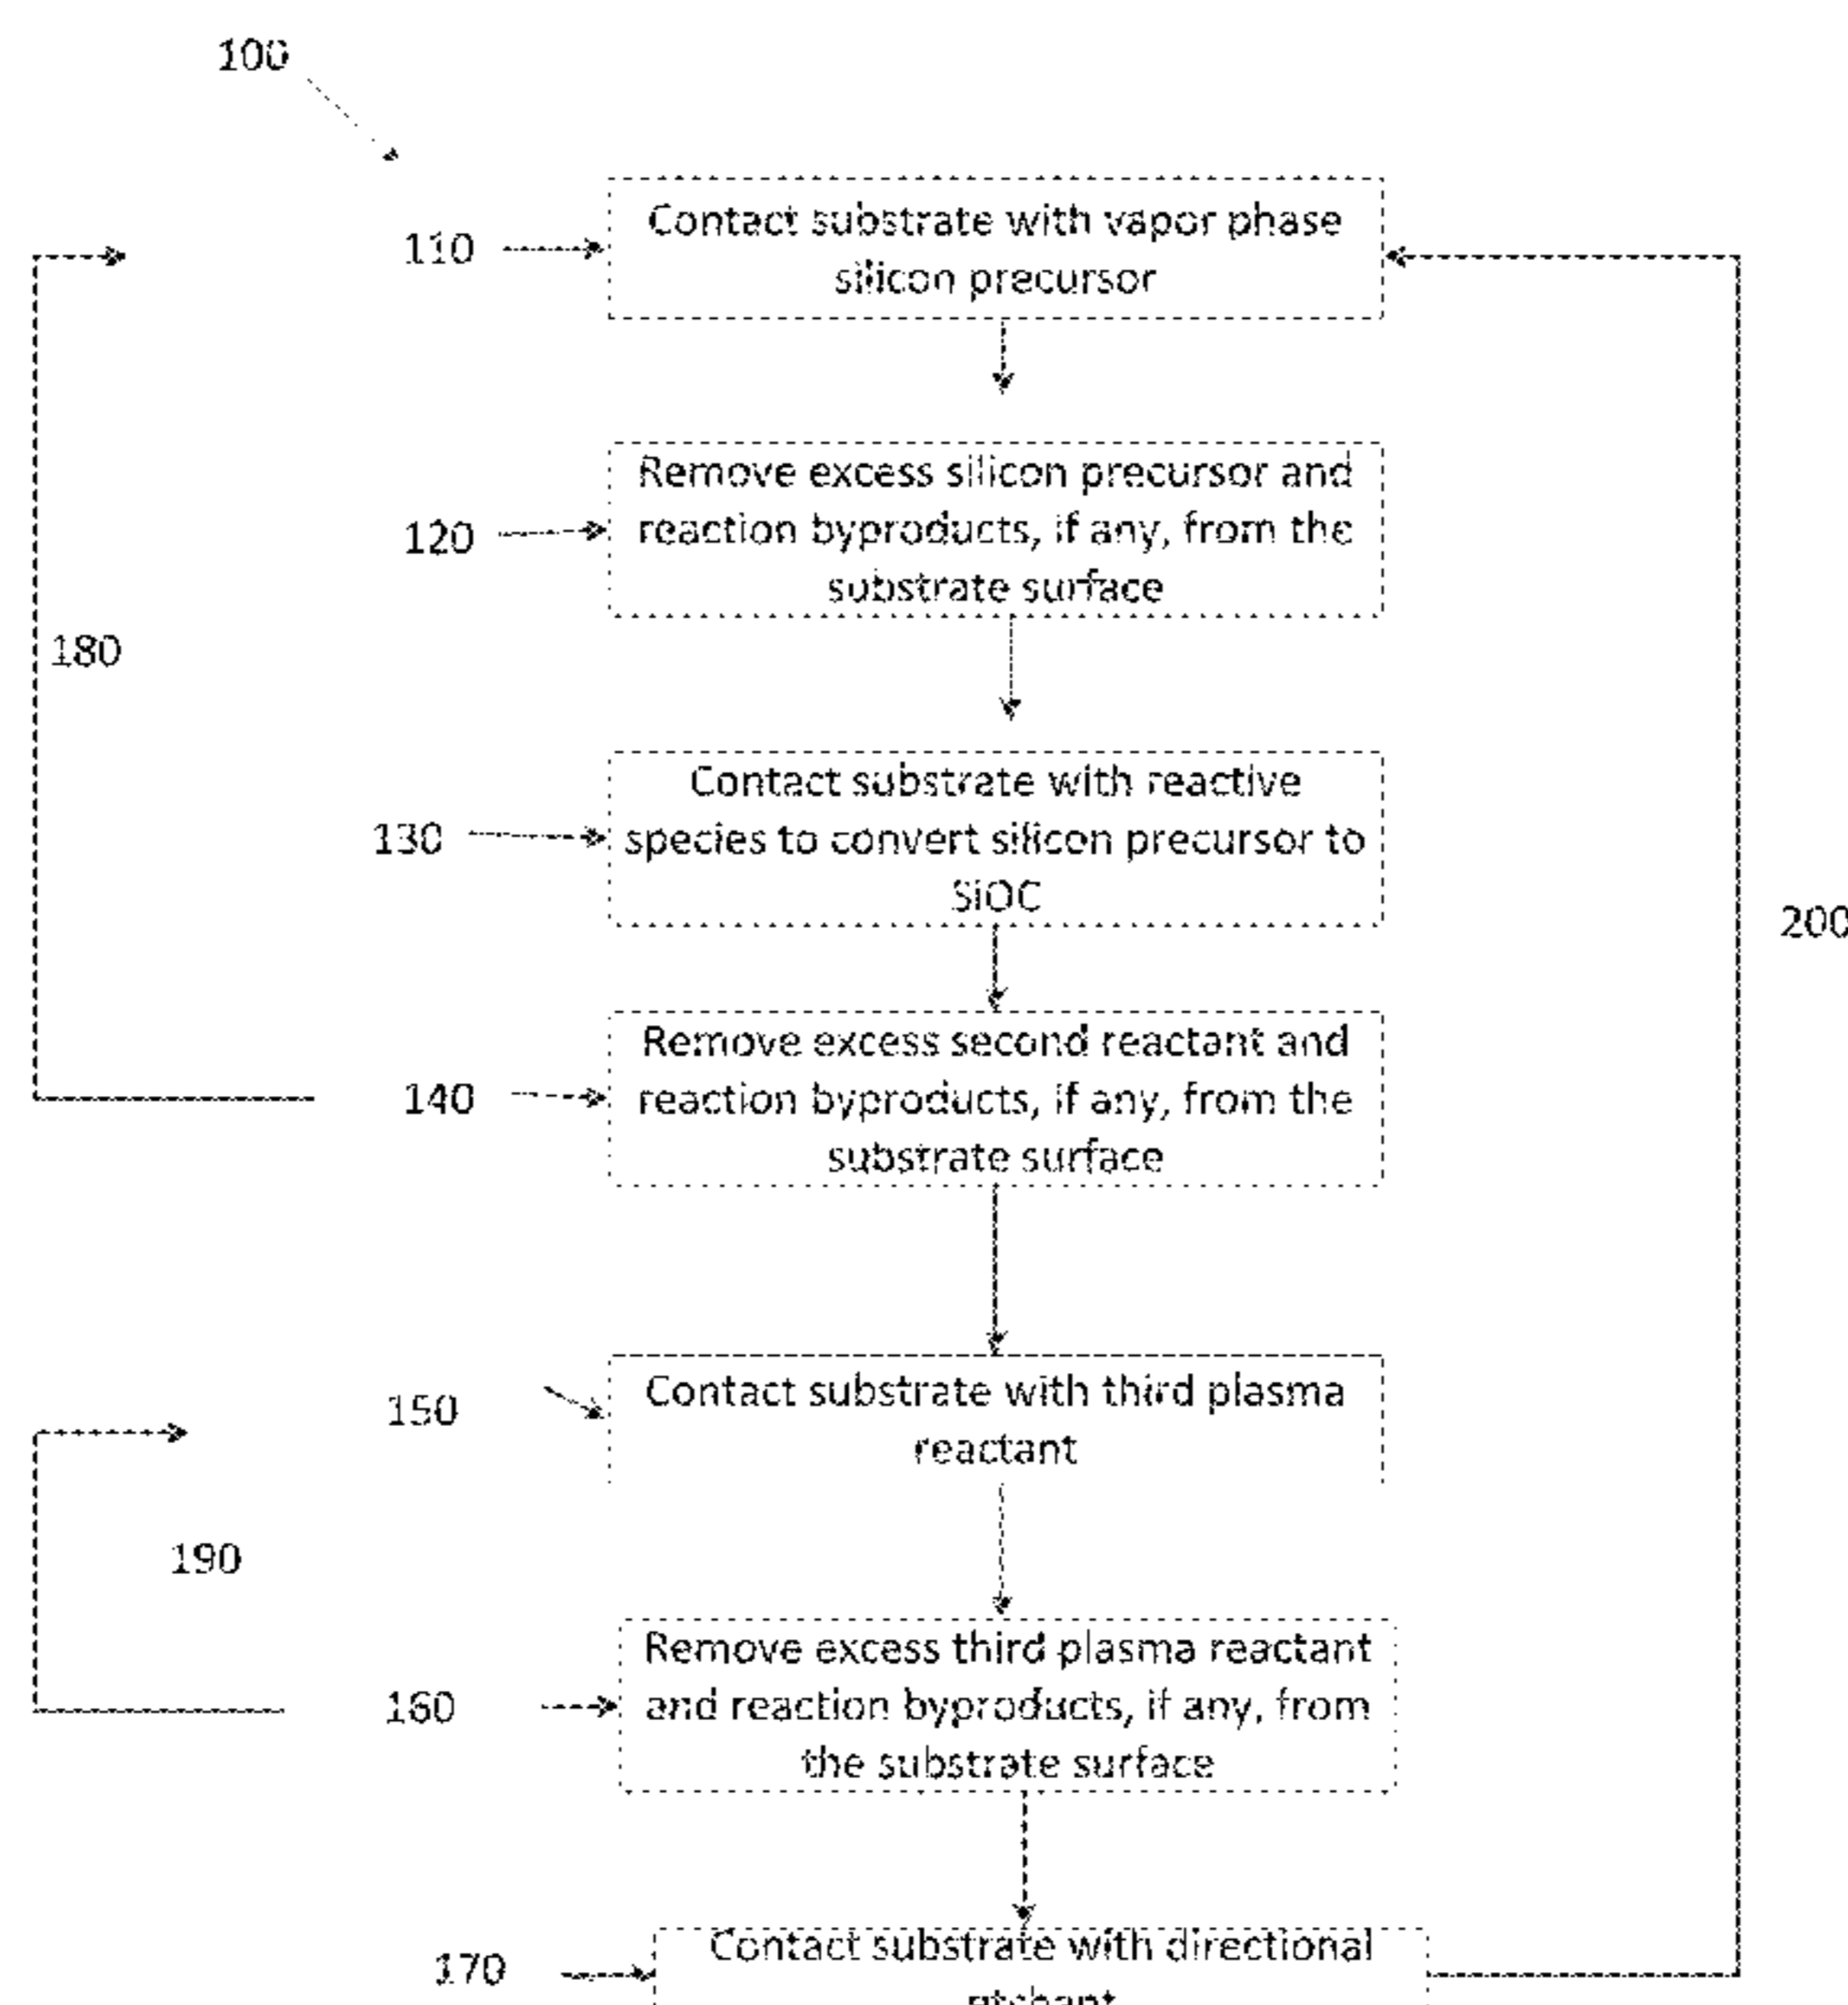 100
110
Contact substrate with vapor phase
silicon precursor
120
Remove excess silicon precursor and
reaction byproducts, if any, from the
substrate surface
180
130
Contact substrate with reactive
species to convert silicon precursor to
SiOC
200
140
Remove excess second reactant and
reaction byproducts, if any, from the
substrate surface
150
Contact substrate with third plasma
reactant
190
160
Remove excess third plasma reactant
and reaction byproducts, if any, from
the substrate surface
170
Contact substrate with directional
etchant